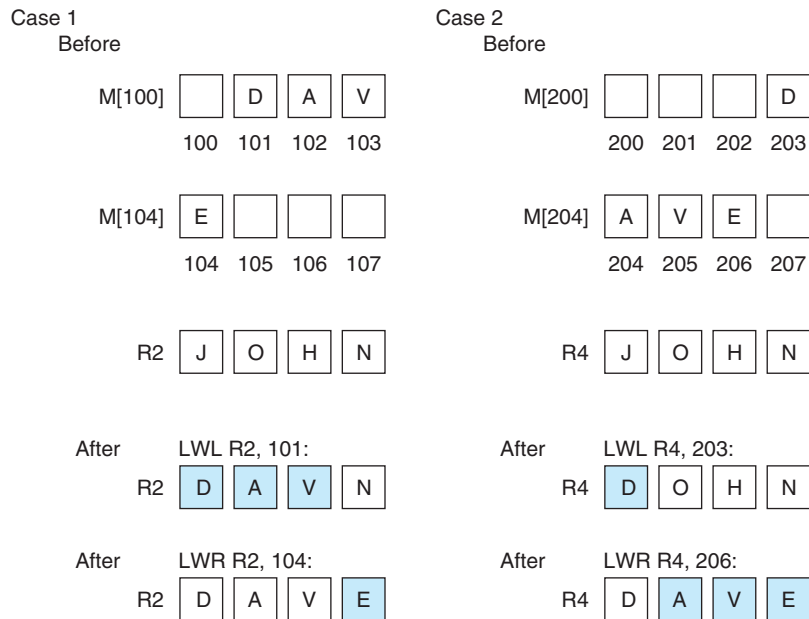 Case 1
Before
M[100] D A V
100 101 102 103
M[104] E
104 105 106 107
R2 J O H N
After LWL R2, 101:
R2 D A V N
After LWR R2, 104:
R2 D A V E
Case 2
Before
M[200] D
200 201 202 203
M[204] A V E
204 205 206 207
R4 J O H N
After LWL R4, 203:
R4 D O H N
After LWR R4, 206:
R4 D A V E